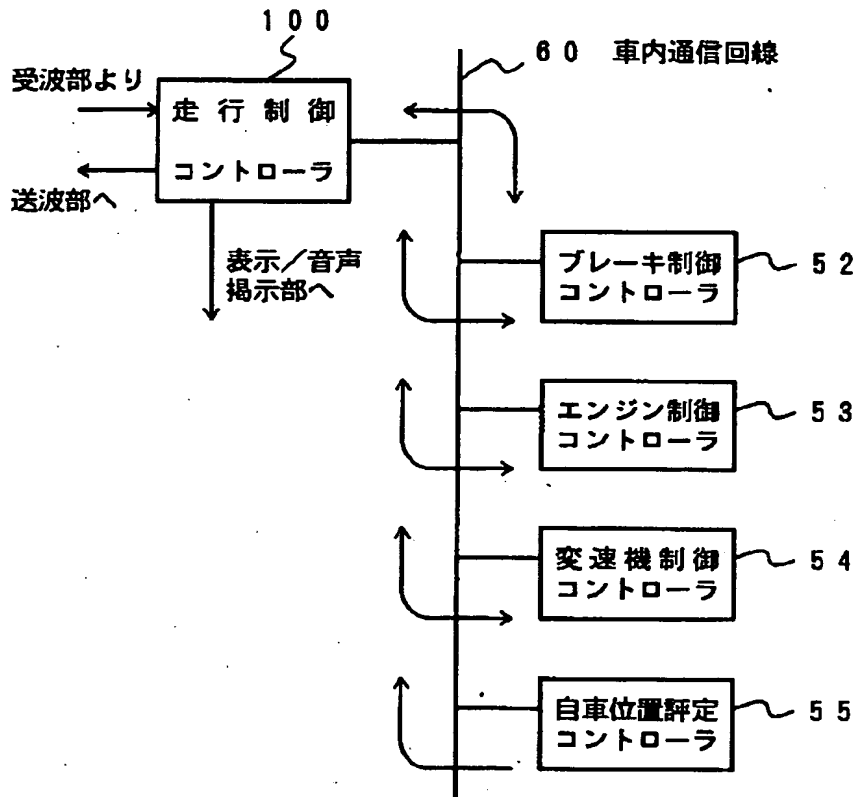 １００
６０ 車内通信回線
受波部より
走行制御
コントローラ
送波部へ
表示／音声
掲示部へ
ブレーキ制御
コントローラ
５２
エンジン制御
コントローラ
５３
変速機制御
コントローラ
５４
自車位置評定
コントローラ
５５